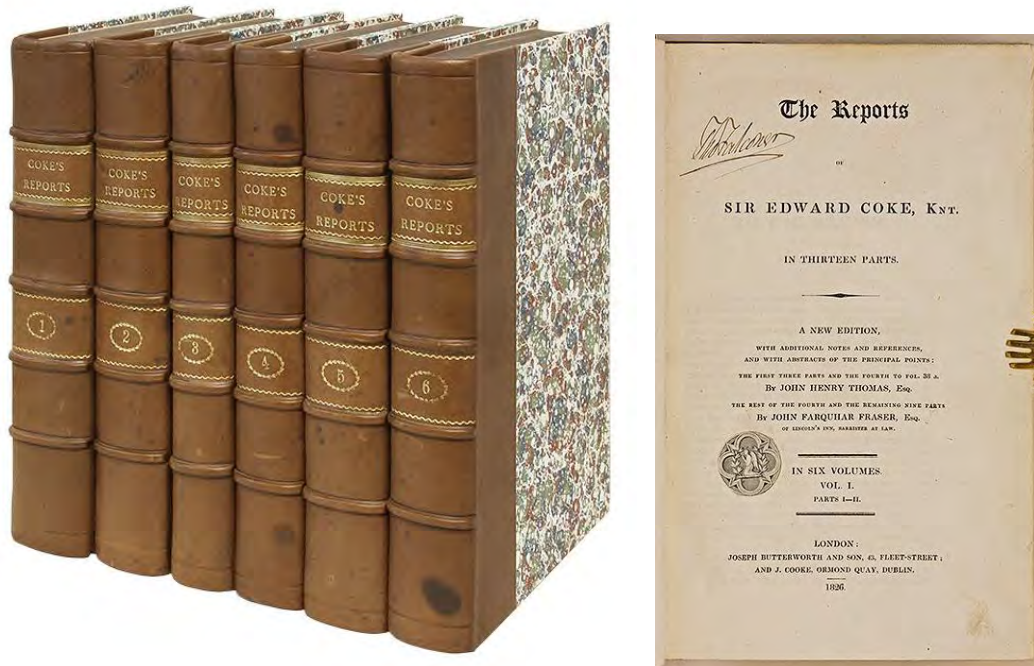 COKE'S
REPORTS
1
COKE'S
REPORTS
2
COKE'S
REPORTS
3
COKE'S
REPORTS
4
COKE'S
REPORTS
5
COKE'S
REPORTS
6
The Reports
OF
SIR EDWARD COKE, KNT.
IN THIRTEEN PARTS.
A NEW EDITION,
WITH ADDITIONAL NOTES AND REFERENCES,
AND WITH ABSTRACTS OF THE PRINCIPAL POINTS:
THE FIRST THREE PARTS AND THE FOURTH TO FOL. 38 A.
BY JOHN HENRY THOMAS, ESQ.
THE REST OF THE FOURTH AND THE REMAINING NINE PARTS
BY JOHN FARQUHAR FRASER, ESQ.
OF LINCOLN'S INN, BARRISTER AT LAW.
IN SIX VOLUMES.
VOL. I.
PARTS I—II.
LONDON:
JOSEPH BUTTERWORTH AND SON, 43, FLEET-STREET;
AND J. COOKE, ORMOND QUAY, DUBLIN.
1826.